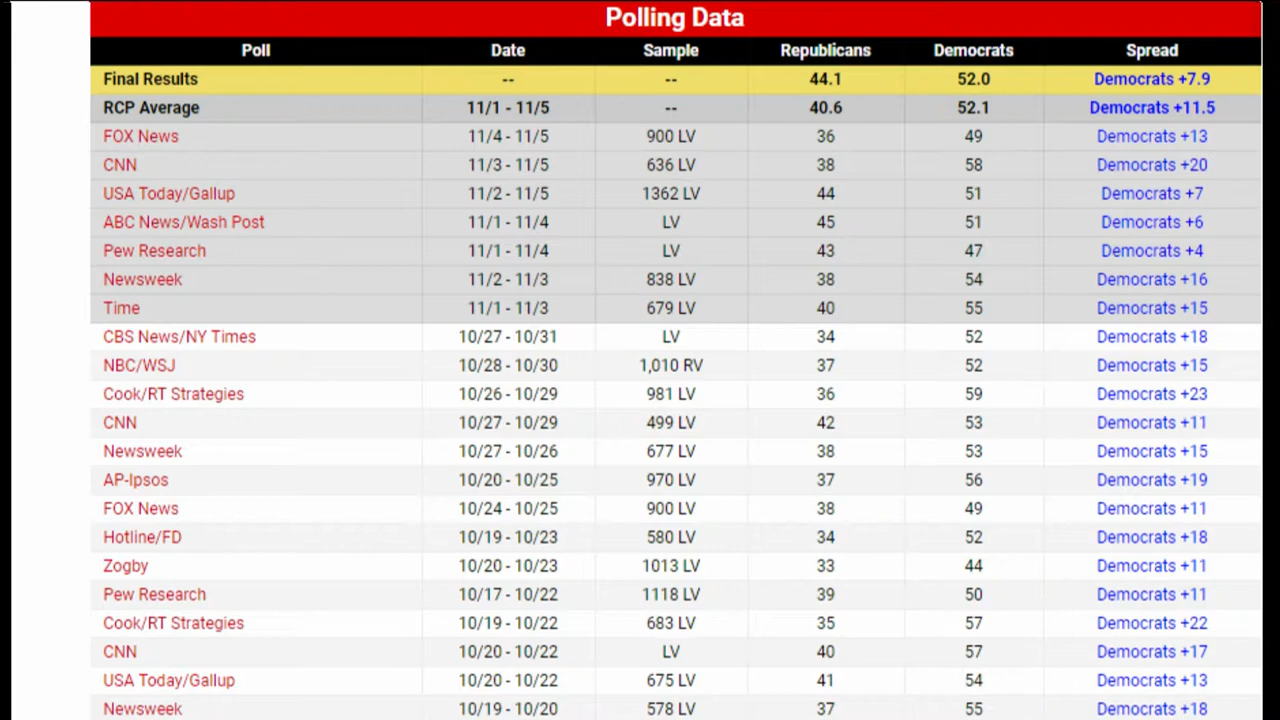 Polling Data
Poll Date Sample Republicans Democrats Spread
Final Results -- -- 44.1 52.0 Democrats +7.9
RCP Average 11/1 - 11/5 -- 40.6 52.1 Democrats +11.5
FOX News 11/4 - 11/5 900 LV 36 49 Democrats +13
CNN 11/3 - 11/5 636 LV 38 58 Democrats +20
USA Today/Gallup 11/2 - 11/5 1362 LV 44 51 Democrats +7
ABC News/Wash Post 11/1 - 11/4 LV 45 51 Democrats +6
Pew Research 11/1 - 11/4 LV 43 47 Democrats +4
Newsweek 11/2 - 11/3 838 LV 38 54 Democrats +16
Time 11/1 - 11/3 679 LV 40 55 Democrats +15
CBS News/NY Times 10/27 - 10/31 LV 34 52 Democrats +18
NBC/WSJ 10/28 - 10/30 1,010 RV 37 52 Democrats +15
Cook/RT Strategies 10/26 - 10/29 981 LV 36 59 Democrats +23
CNN 10/27 - 10/29 499 LV 42 53 Democrats +11
Newsweek 10/27 - 10/26 677 LV 38 53 Democrats +15
AP-Ipsos 10/20 - 10/25 970 LV 37 56 Democrats +19
FOX News 10/24 - 10/25 900 LV 38 49 Democrats +11
Hotline/FD 10/19 - 10/23 580 LV 34 52 Democrats +18
Zogby 10/20 - 10/23 1013 LV 33 44 Democrats +11
Pew Research 10/17 - 10/22 1118 LV 39 50 Democrats +11
Cook/RT Strategies 10/19 - 10/22 683 LV 35 57 Democrats +22
CNN 10/20 - 10/22 LV 40 57 Democrats +17
USA Today/Gallup 10/20 - 10/22 675 LV 41 54 Democrats +13
Newsweek 10/19 - 10/20 578 LV 37 55 Democrats +18